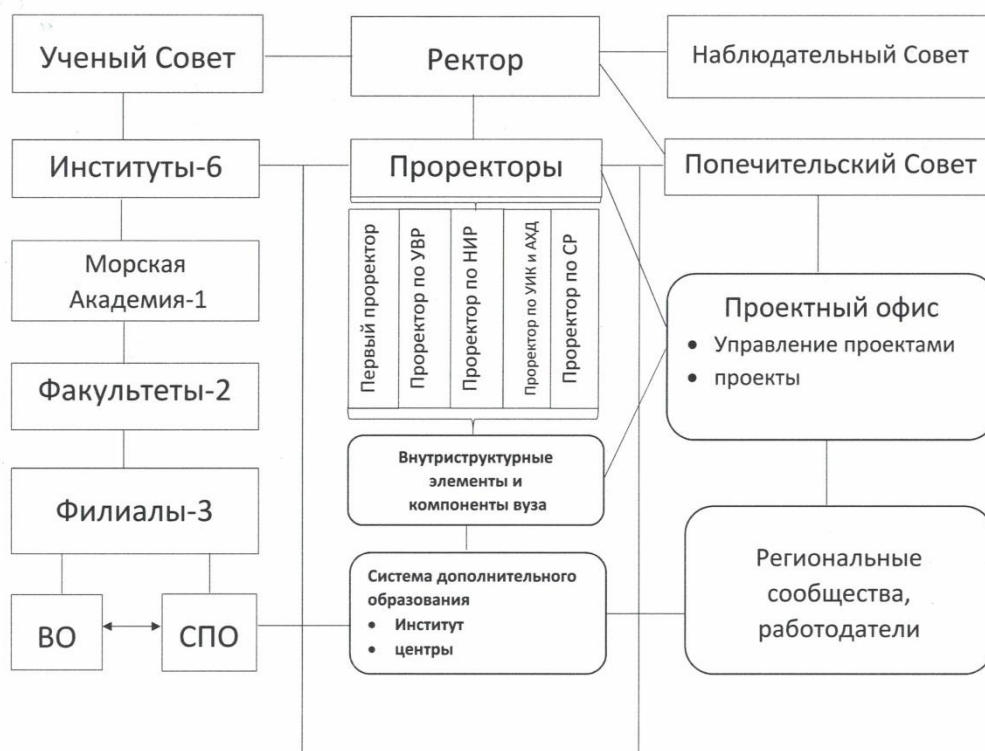 Ученый Совет
Ректор
Наблюдательный Совет
Институты-6
Проректоры
Попечительский Совет
Морская
Академия-1
Факультеты-2
Филиалы-3
ВО
СПО
Первый проректор
Проректор по УВР
Проректор по НИР
Проректор по УИК и АХД
Проректор по СР
Внутриструктурные
элементы и
компоненты вуза
Система дополнительного
образования
• Институт
• центры
Проектный офис
• Управление проектами
• проекты
Региональные
сообщества,
работодатели